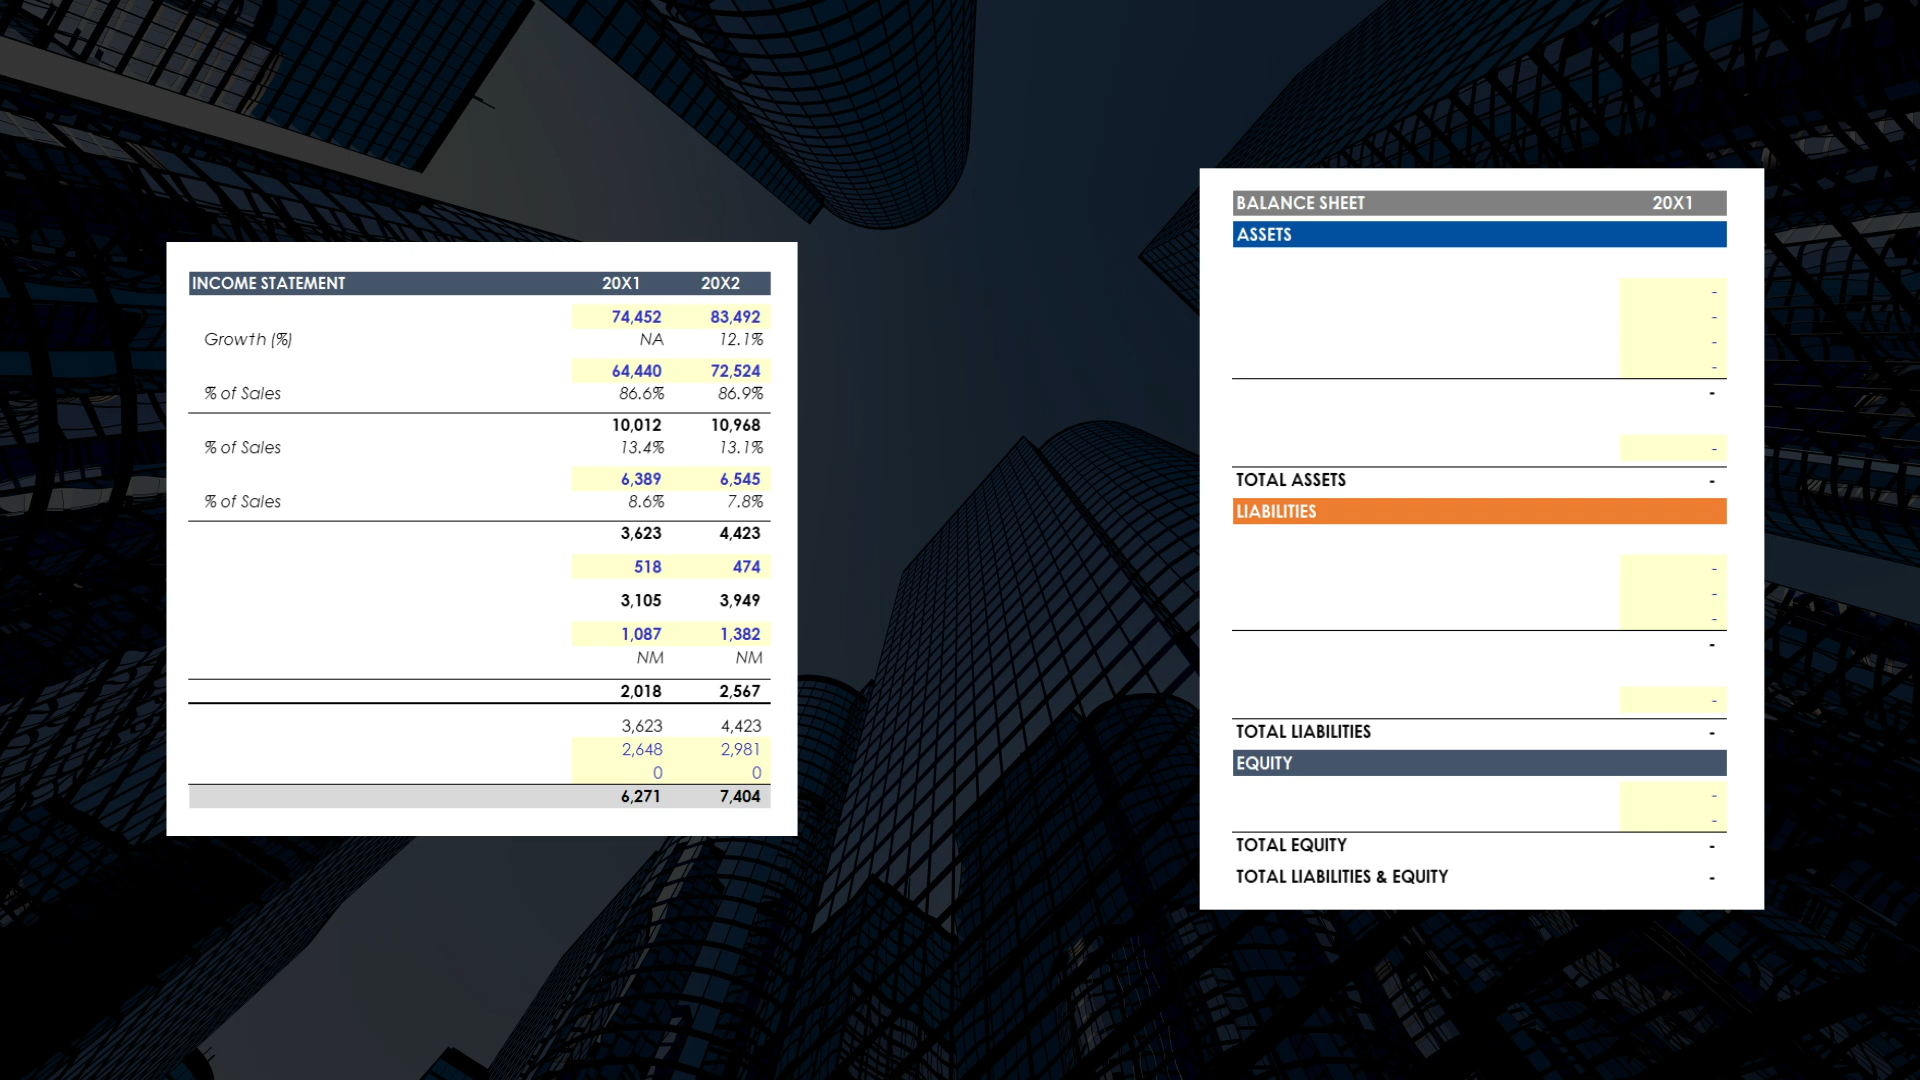 INCOME STATEMENT 20X1 20X2
74,452 83,492
Growth (%) NA 12.1%
64,440 72,524
% of Sales 86.6% 86.9%
10,012 10,968
% of Sales 13.4% 13.1%
6,389 6,545
% of Sales 8.6% 7.8%
3,623 4,423
518 474
3,105 3,949
1,087 1,382
NM NM
2,018 2,567
3,623 4,423
2,648 2,981
0 0
6,271 7,404
BALANCE SHEET 20X1
ASSETS
-
-
-
-
-
-
TOTAL ASSETS -
LIABILITIES
-
-
-
-
-
TOTAL LIABILITIES -
EQUITY
-
-
TOTAL EQUITY -
TOTAL LIABILITIES & EQUITY -